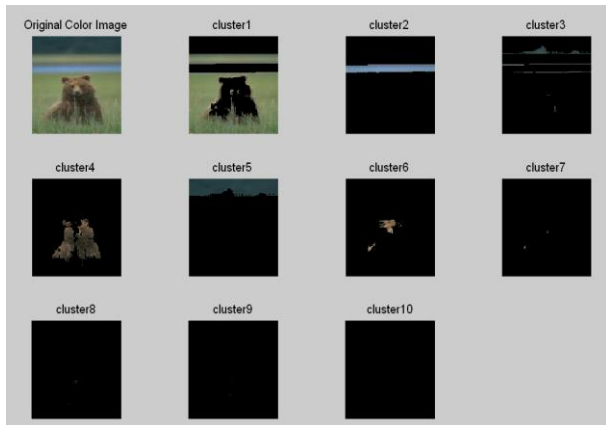 Original Color Image
cluster1
cluster2
cluster3
cluster4
cluster5
cluster6
cluster7
cluster8
cluster9
cluster10